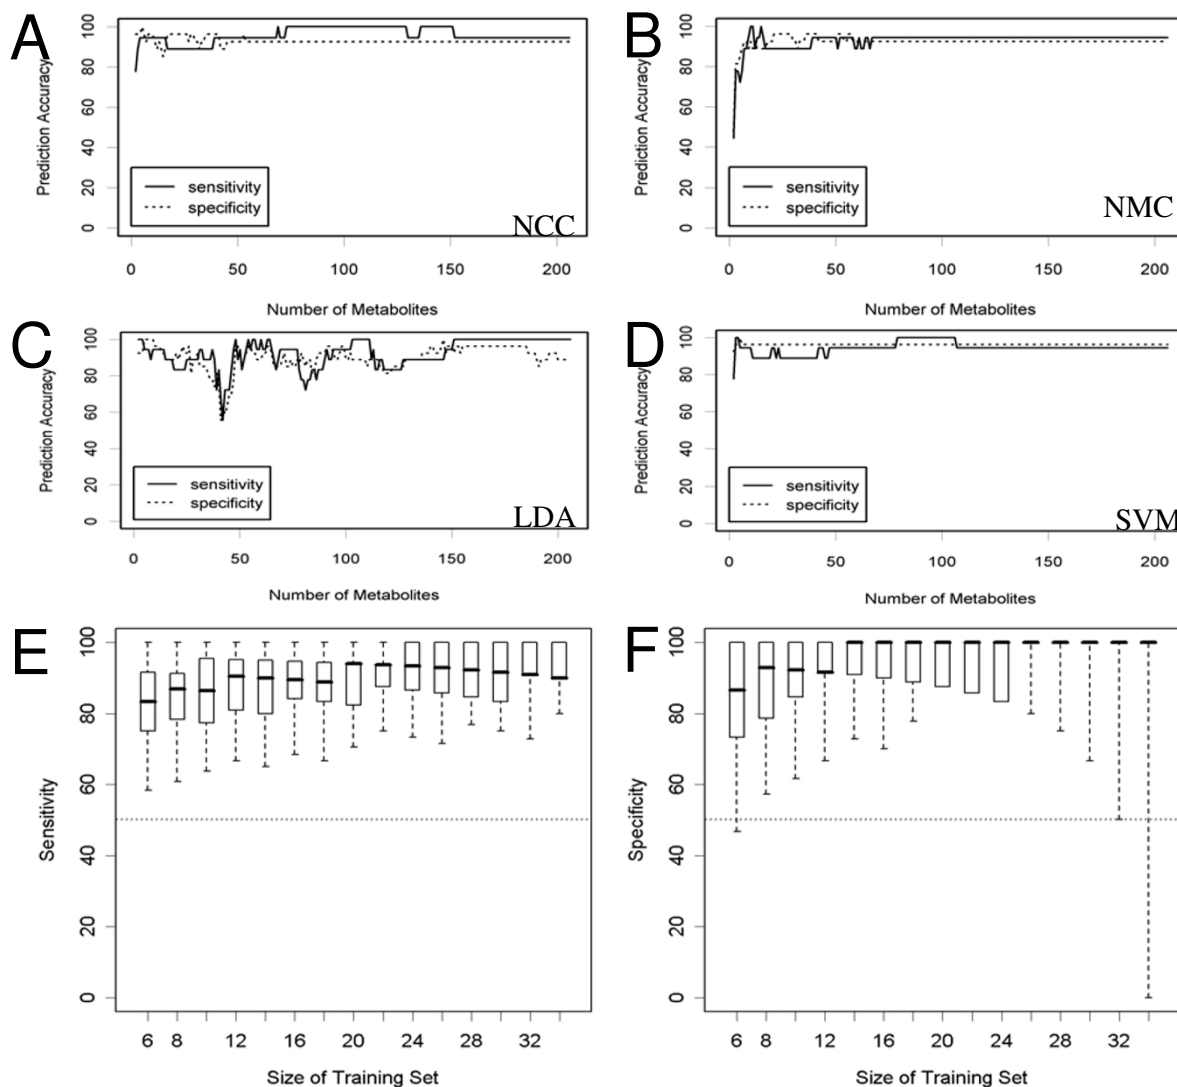 A
Prediction Accuracy
0 20 40 60 80 100
sensitivity
specificity
NCC
0 50 100 150 200
Number of Metabolites
B
Prediction Accuracy
0 20 40 60 80 100
sensitivity
specificity
NMC
0 50 100 150 200
Number of Metabolites
C
Prediction Accuracy
0 20 40 60 80 100
sensitivity
specificity
LDA
0 50 100 150 200
Number of Metabolites
D
Prediction Accuracy
0 20 40 60 80 100
sensitivity
specificity
SVM
0 50 100 150 200
Number of Metabolites
E
Sensitivity
0 20 40 60 80 100
6 8 12 16 20 24 28 32
Size of Training Set
F
Specificity
0 20 40 60 80 100
6 8 12 16 20 24 28 32
Size of Training Set